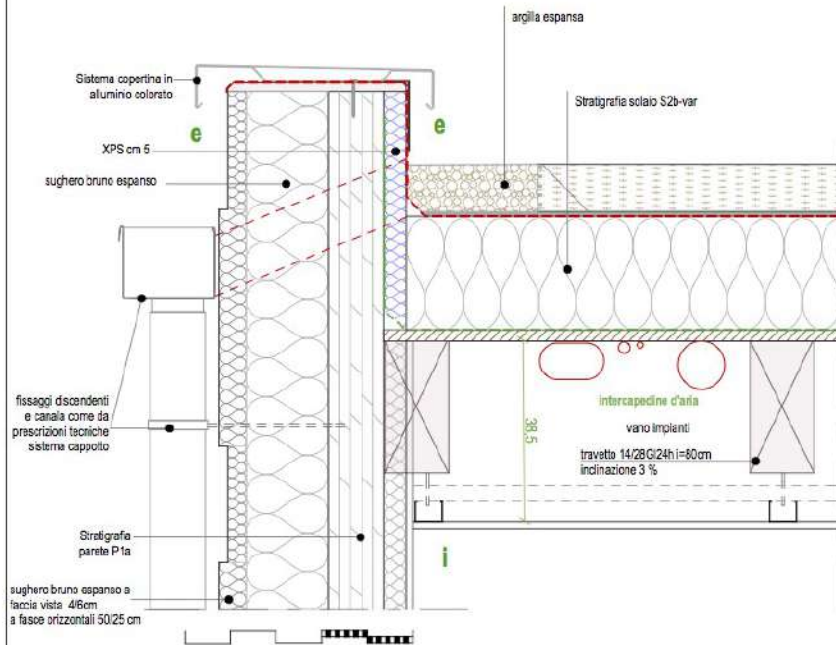 argilla espansa
Sistema copertina in
alluminio colorato
Stratigrafia solaio S2b-var
e
e
XPS cm 5
sughero bruno espanso
fissaggi discendenti
e canala come da
prescrizioni tecniche
sistema cappotto
38.5
intercapedine d'aria
vano impianti
travetto 14/28Gl24h i=80cm
inclinazione 3 %
Stratigrafia
parete P1a
i
sughero bruno espanso a
faccia vista 4/6cm
a fasce orizzontali 50/25 cm